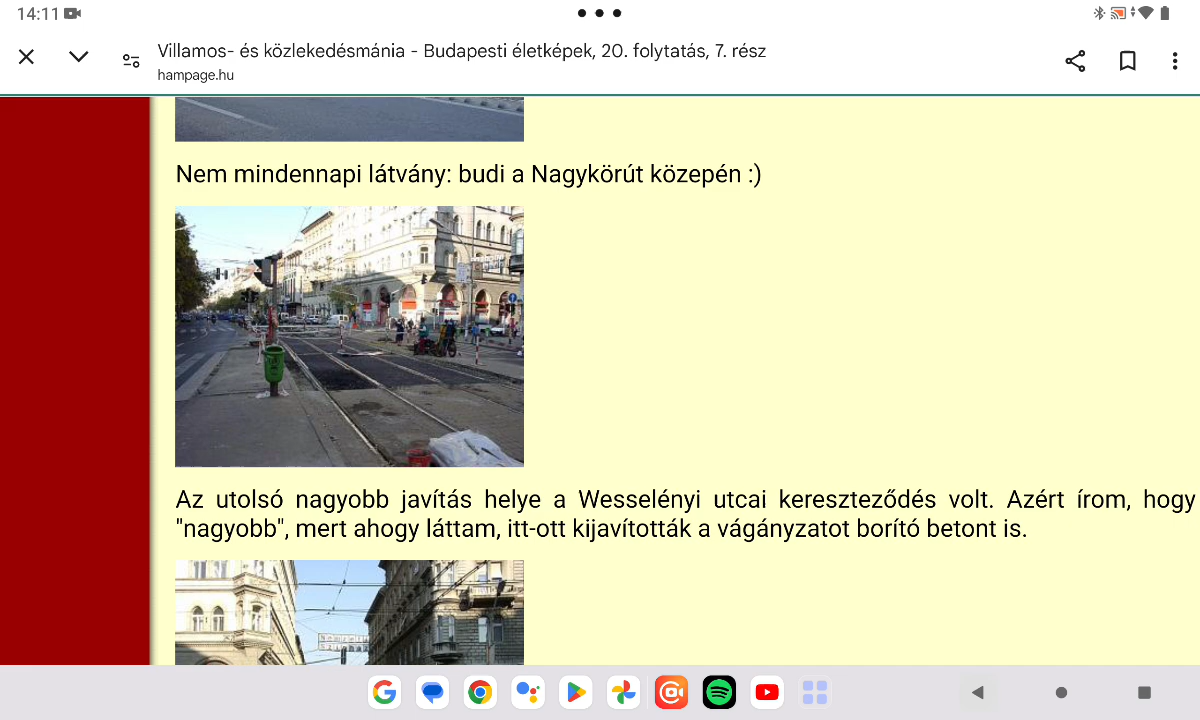 14:11
Villamos- és közlekedésmánia - Budapesti életképek, 20. folytatás, 7. rész
hampage.hu
Nem mindennapi látvány: budi a Nagykörút közepén :)
Az utolsó nagyobb javítás helye a Wesselényi utcai kereszteződés volt. Azért írom, hogy
"nagyobb", mert ahogy láttam, itt-ott kijavították a vágányzatot borító betont is.